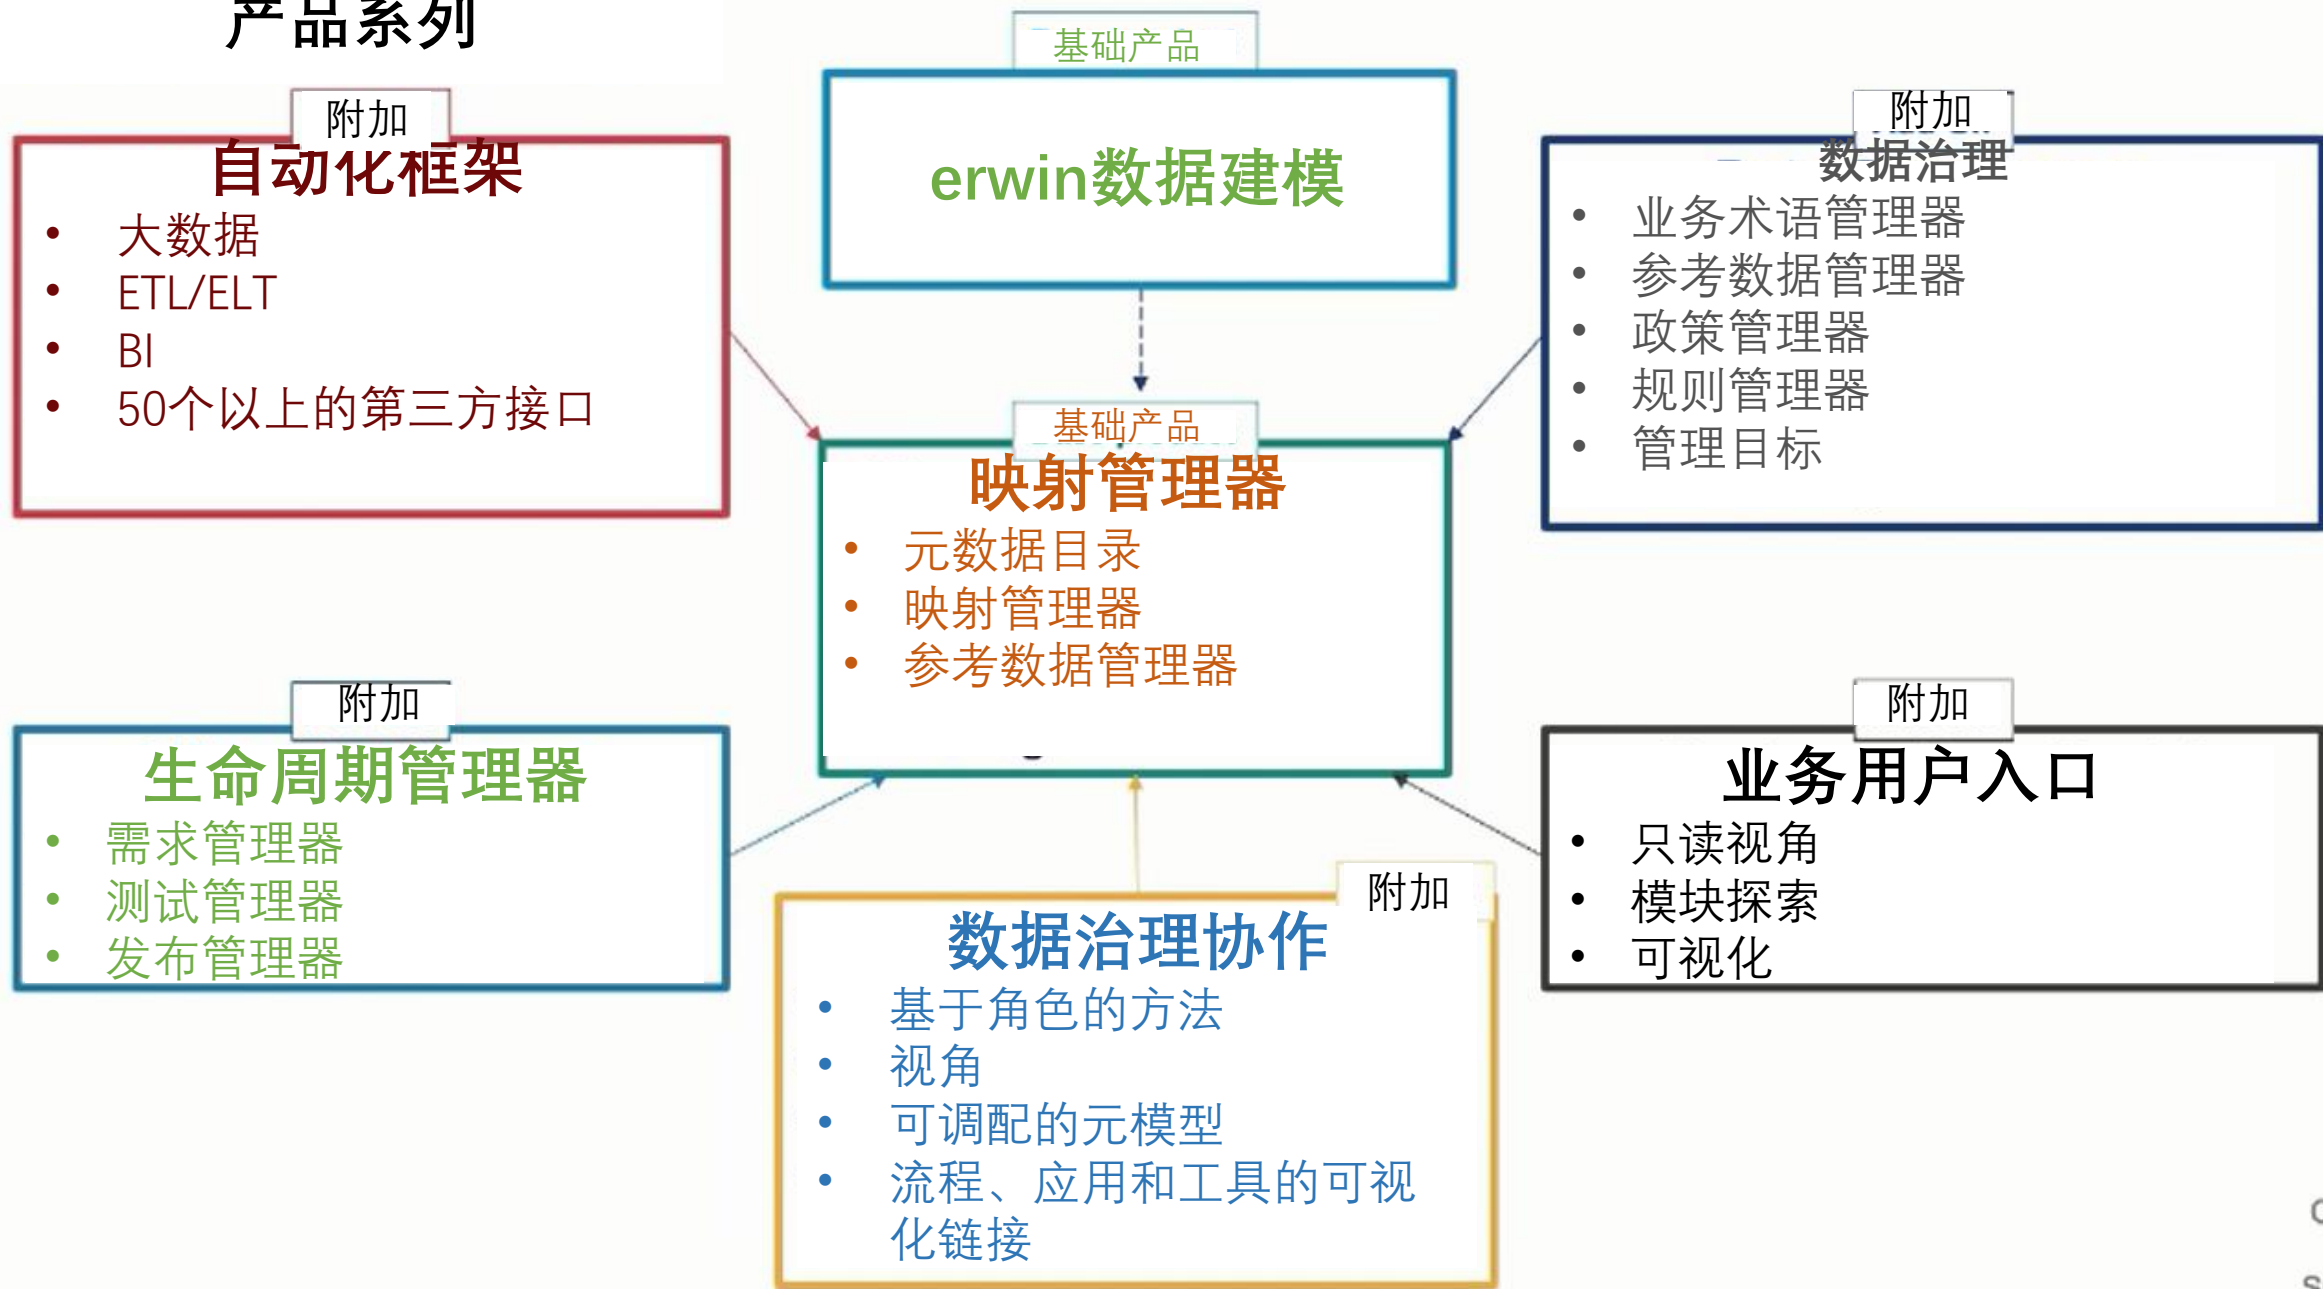 产品系列
基础产品
erwin数据建模
附加
自动化框架
• 大数据
• ETL/ELT
• BI
• 50个以上的第三方接口
附加
数据治理
• 业务术语管理器
• 参考数据管理器
• 政策管理器
• 规则管理器
• 管理目标
基础产品
映射管理器
• 元数据目录
• 映射管理器
• 参考数据管理器
附加
生命周期管理器
• 需求管理器
• 测试管理器
• 发布管理器
附加
业务用户入口
• 只读视角
• 模块探索
• 可视化
附加
数据治理协作
• 基于角色的方法
• 视角
• 可调配的元模型
• 流程、应用和工具的可视
化链接